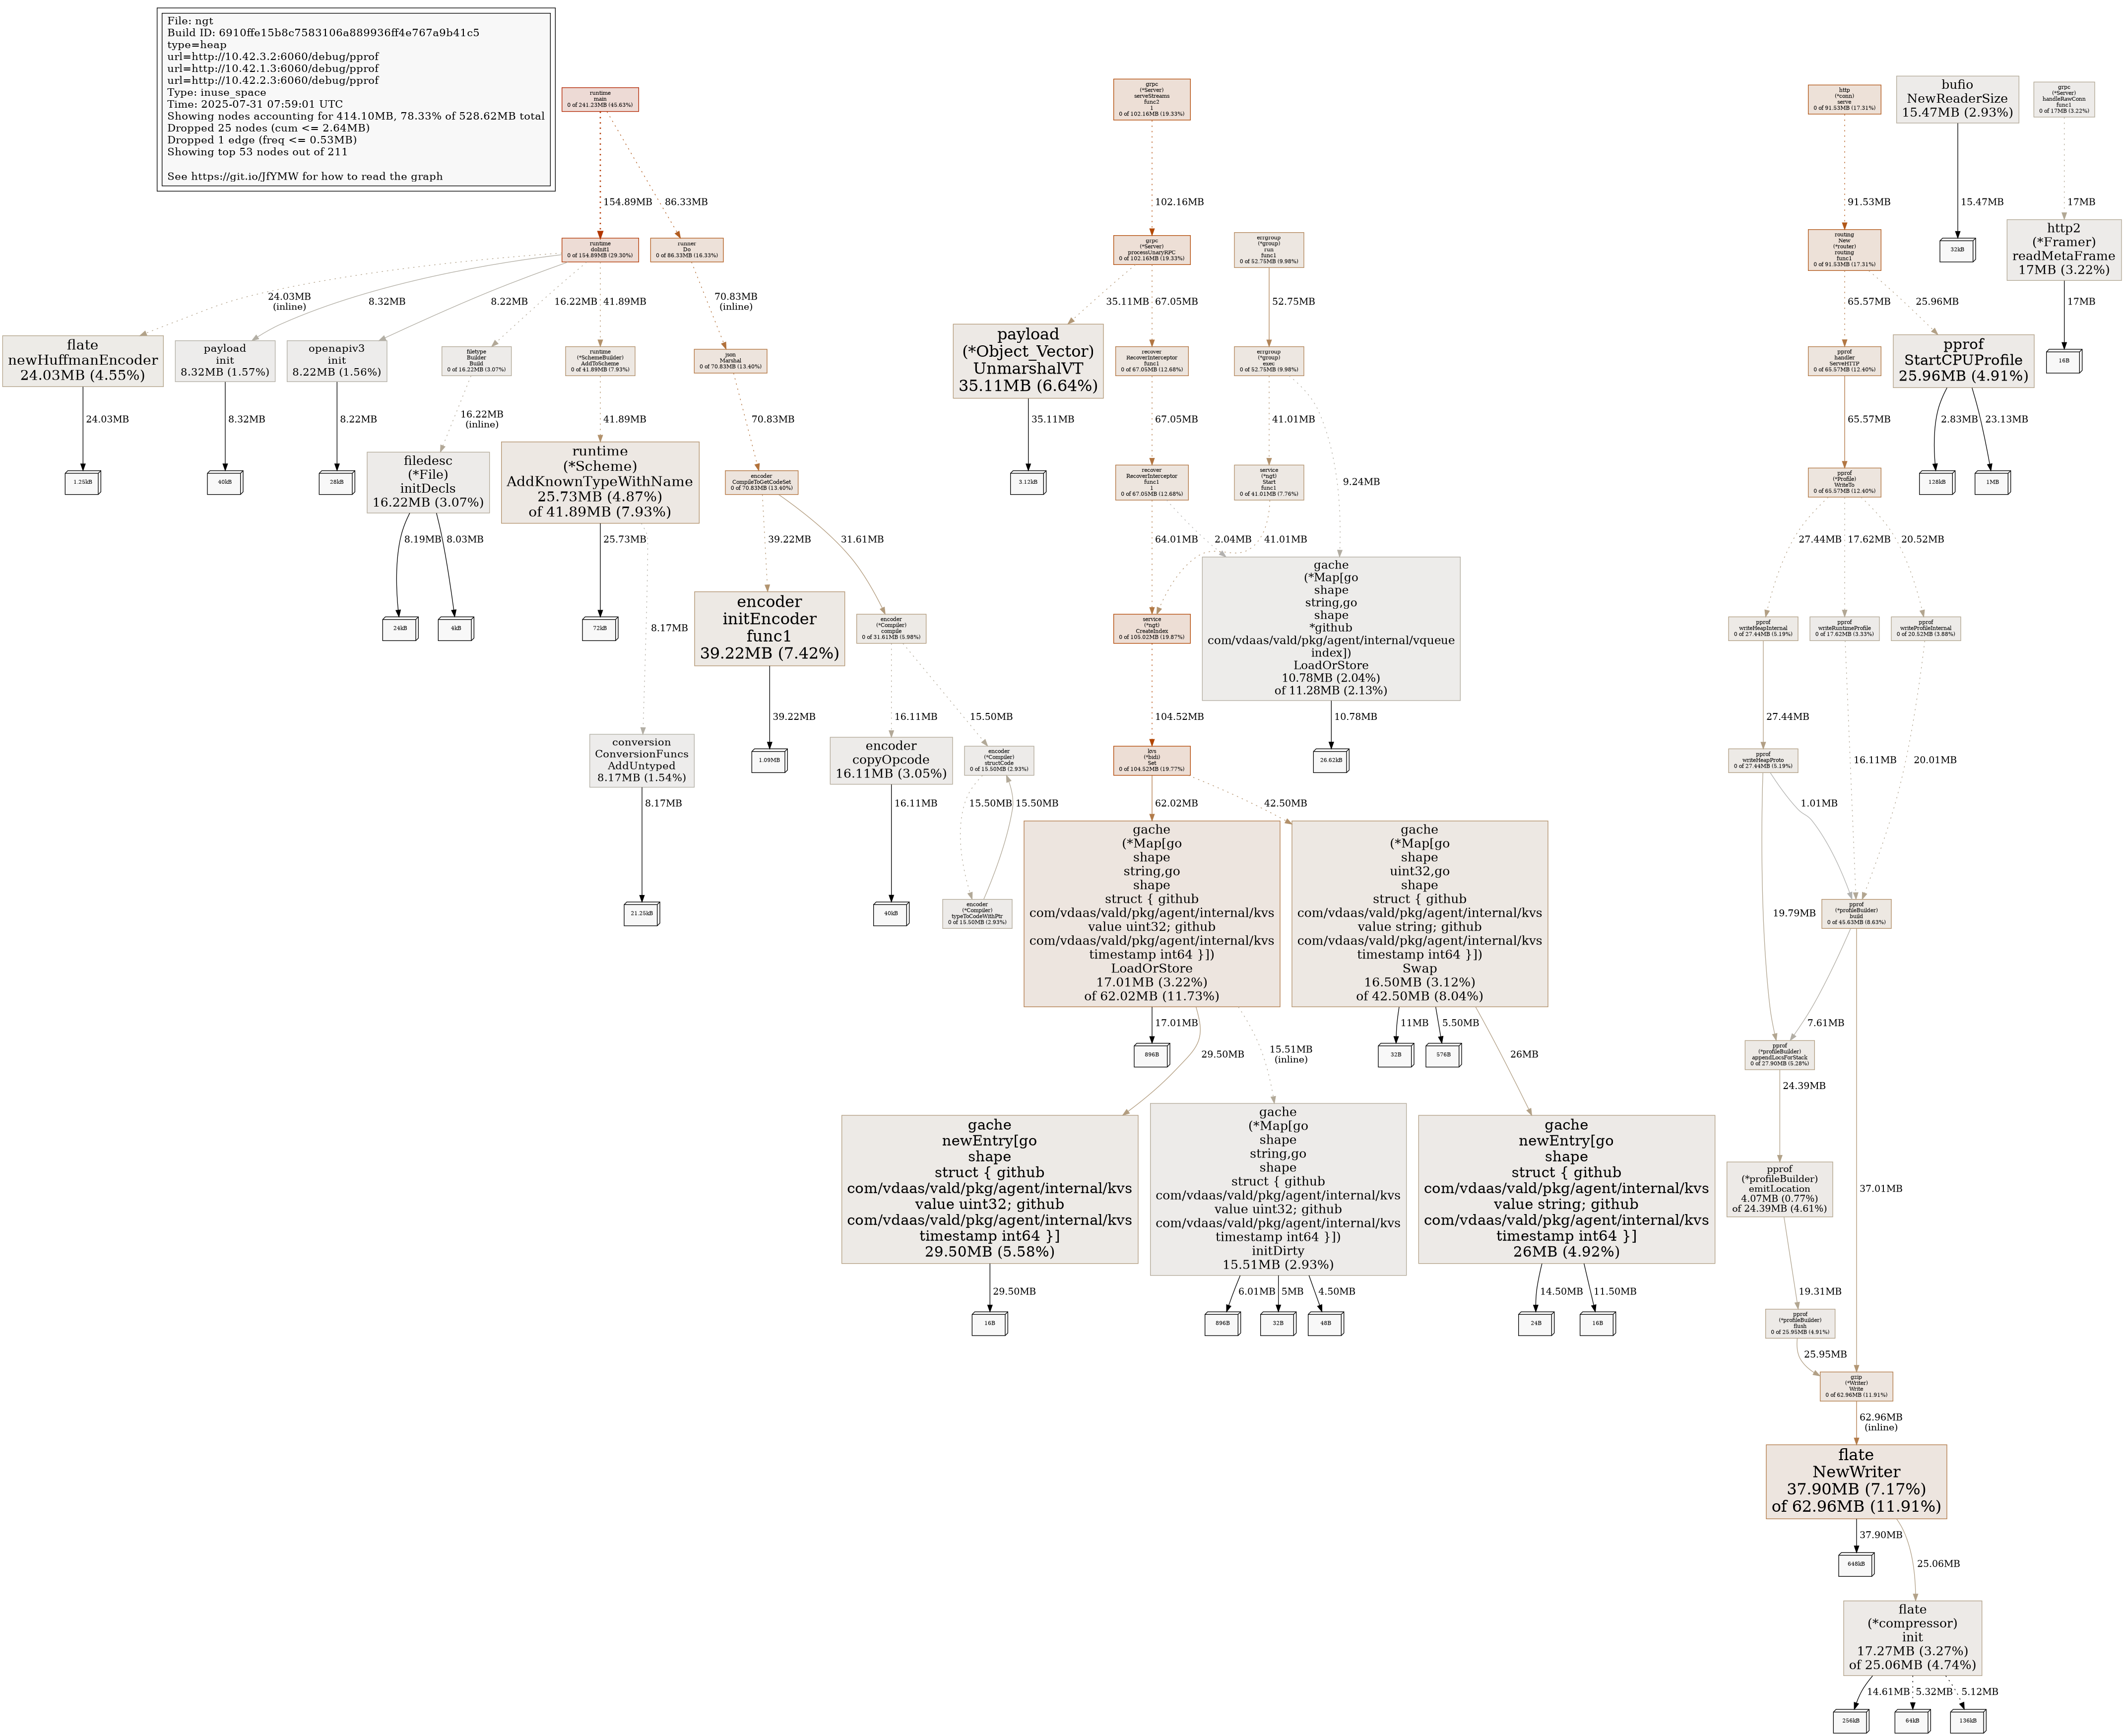 File: ngt
Build ID: 6910ffe15b8c7583106a889936ff4e767a9b41c5
type=heap
url=http://10.42.3.2:6060/debug/pprof
url=http://10.42.1.3:6060/debug/pprof
url=http://10.42.2.3:6060/debug/pprof
Type: inuse_space
Time: 2025-07-31 07:59:01 UTC
Showing nodes accounting for 414.10MB, 78.33% of 528.62MB total
Dropped 25 nodes (cum <= 2.64MB)
Dropped 1 edge (freq <= 0.53MB)
Showing top 53 nodes out of 211
See https://git.io/JfYMW for how to read the graph
runtime
main
0 of 241.23MB (45.63%)
grpc
(*Server)
serveStreams
func2
1
0 of 102.16MB (19.33%)
http
(*conn)
serve
0 of 91.53MB (17.31%)
bufio
NewReaderSize
15.47MB (2.93%)
grpc
(*Server)
handleRawConn
func1
0 of 17MB (3.22%)
154.89MB
86.33MB
102.16MB
91.53MB
15.47MB
17MB
runtime
doInit1
0 of 154.89MB (29.30%)
runner
Do
0 of 86.33MB (16.33%)
grpc
(*Server)
processUnaryRPC
0 of 102.16MB (19.33%)
errgroup
(*group)
run
func1
0 of 52.75MB (9.98%)
routing
New
(*router)
routing
func1
0 of 91.53MB (17.31%)
32kB
http2
(*Framer)
readMetaFrame
17MB (3.22%)
24.03MB
(inline)
8.32MB
8.22MB
16.22MB
41.89MB
70.83MB
(inline)
35.11MB
67.05MB
52.75MB
65.57MB
25.96MB
17MB
flate
newHuffmanEncoder
24.03MB (4.55%)
payload
init
8.32MB (1.57%)
openapiv3
init
8.22MB (1.56%)
filetype
Builder
Build
0 of 16.22MB (3.07%)
runtime
(*SchemeBuilder)
AddToScheme
0 of 41.89MB (7.93%)
json
Marshal
0 of 70.83MB (13.40%)
payload
(*Object_Vector)
UnmarshalVT
35.11MB (6.64%)
recover
RecoverInterceptor
func1
0 of 67.05MB (12.68%)
errgroup
(*group)
exec
0 of 52.75MB (9.98%)
pprof
handler
ServeHTTP
0 of 65.57MB (12.40%)
pprof
StartCPUProfile
25.96MB (4.91%)
16B
24.03MB
8.32MB
8.22MB
16.22MB
(inline)
41.89MB
70.83MB
35.11MB
67.05MB
41.01MB
9.24MB
65.57MB
2.83MB
23.13MB
1.25kB
40kB
28kB
filedesc
(*File)
initDecls
16.22MB (3.07%)
runtime
(*Scheme)
AddKnownTypeWithName
25.73MB (4.87%)
of 41.89MB (7.93%)
encoder
CompileToGetCodeSet
0 of 70.83MB (13.40%)
3.12kB
recover
RecoverInterceptor
func1
1
0 of 67.05MB (12.68%)
service
(*ngt)
Start
func1
0 of 41.01MB (7.76%)
pprof
(*Profile)
WriteTo
0 of 65.57MB (12.40%)
128kB
1MB
8.19MB
8.03MB
25.73MB
8.17MB
39.22MB
31.61MB
64.01MB
2.04MB
41.01MB
27.44MB
17.62MB
20.52MB
24kB
4kB
72kB
encoder
initEncoder
func1
39.22MB (7.42%)
encoder
(*Compiler)
compile
0 of 31.61MB (5.98%)
service
(*ngt)
CreateIndex
0 of 105.02MB (19.87%)
gache
(*Map[go
shape
string,go
shape
*github
com/vdaas/vald/pkg/agent/internal/vqueue
index])
LoadOrStore
10.78MB (2.04%)
of 11.28MB (2.13%)
pprof
writeHeapInternal
0 of 27.44MB (5.19%)
pprof
writeRuntimeProfile
0 of 17.62MB (3.33%)
pprof
writeProfileInternal
0 of 20.52MB (3.88%)
39.22MB
16.11MB
15.50MB
104.52MB
10.78MB
27.44MB
16.11MB
20.01MB
conversion
ConversionFuncs
AddUntyped
8.17MB (1.54%)
1.09MB
encoder
copyOpcode
16.11MB (3.05%)
encoder
(*Compiler)
structCode
0 of 15.50MB (2.93%)
kvs
(*bidi)
Set
0 of 104.52MB (19.77%)
26.62kB
pprof
writeHeapProto
0 of 27.44MB (5.19%)
8.17MB
16.11MB
15.50MB
15.50MB
62.02MB
42.50MB
1.01MB
19.79MB
21.25kB
40kB
encoder
(*Compiler)
typeToCodeWithPtr
0 of 15.50MB (2.93%)
gache
(*Map[go
shape
string,go
shape
struct { github
com/vdaas/vald/pkg/agent/internal/kvs
value uint32; github
com/vdaas/vald/pkg/agent/internal/kvs
timestamp int64 }])
LoadOrStore
17.01MB (3.22%)
of 62.02MB (11.73%)
gache
(*Map[go
shape
uint32,go
shape
struct { github
com/vdaas/vald/pkg/agent/internal/kvs
value string; github
com/vdaas/vald/pkg/agent/internal/kvs
timestamp int64 }])
Swap
16.50MB (3.12%)
of 42.50MB (8.04%)
pprof
(*profileBuilder)
build
0 of 45.63MB (8.63%)
17.01MB
29.50MB
15.51MB
(inline)
11MB
5.50MB
26MB
7.61MB
37.01MB
896B
32B
576B
pprof
(*profileBuilder)
appendLocsForStack
0 of 27.90MB (5.28%)
24.39MB
gache
newEntry[go
shape
struct { github
com/vdaas/vald/pkg/agent/internal/kvs
value uint32; github
com/vdaas/vald/pkg/agent/internal/kvs
timestamp int64 }]
29.50MB (5.58%)
gache
(*Map[go
shape
string,go
shape
struct { github
com/vdaas/vald/pkg/agent/internal/kvs
value uint32; github
com/vdaas/vald/pkg/agent/internal/kvs
timestamp int64 }])
initDirty
15.51MB (2.93%)
gache
newEntry[go
shape
struct { github
com/vdaas/vald/pkg/agent/internal/kvs
value string; github
com/vdaas/vald/pkg/agent/internal/kvs
timestamp int64 }]
26MB (4.92%)
pprof
(*profileBuilder)
emitLocation
4.07MB (0.77%)
of 24.39MB (4.61%)
29.50MB
6.01MB
5MB
4.50MB
14.50MB
11.50MB
19.31MB
16B
896B
32B
48B
24B
16B
pprof
(*profileBuilder)
flush
0 of 25.95MB (4.91%)
25.95MB
gzip
(*Writer)
Write
0 of 62.96MB (11.91%)
62.96MB
(inline)
flate
NewWriter
37.90MB (7.17%)
of 62.96MB (11.91%)
37.90MB
25.06MB
648kB
flate
(*compressor)
init
17.27MB (3.27%)
of 25.06MB (4.74%)
14.61MB
5.32MB
5.12MB
256kB
64kB
136kB